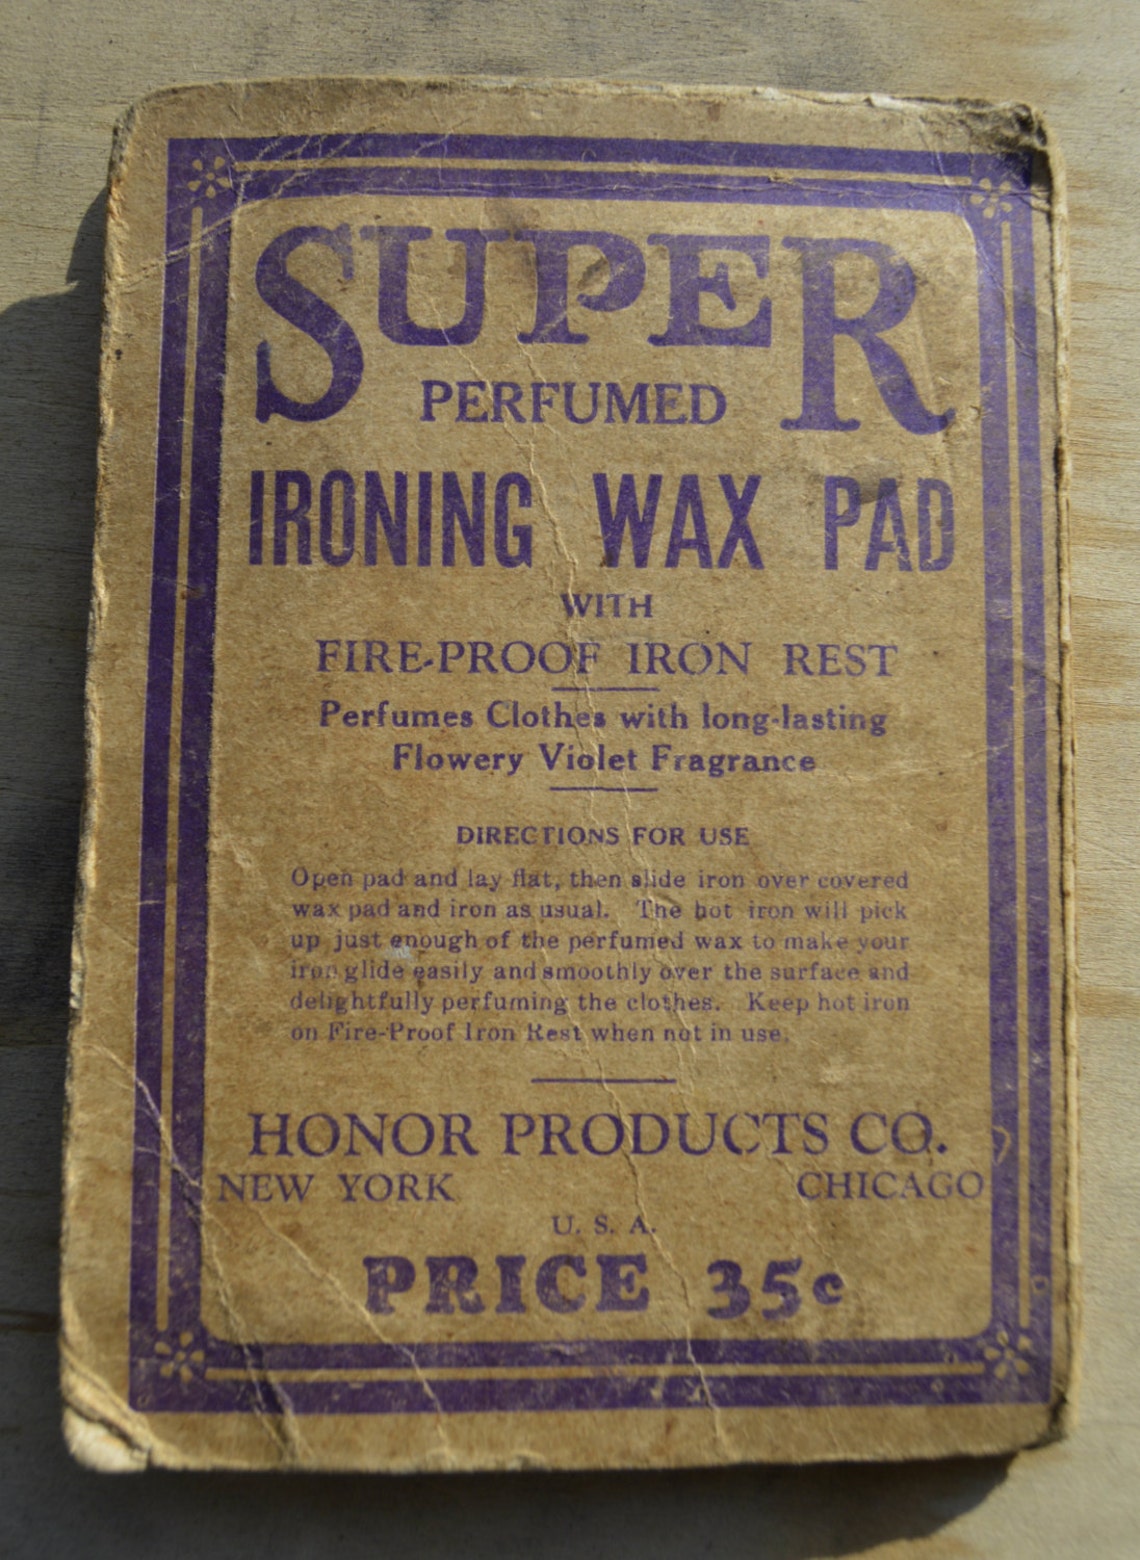 SUPER
PERFUMED
IRONING WAX PAD
WITH
FIRE-PROOF IRON REST
Perfumes Clothes with long-lasting
Flowery Violet Fragrance
DIRECTIONS FOR USE
Open pad and lay flat, then slide iron over covered
wax pad and iron as usual. The hot iron will pick
up just enough of the perfumed wax to make your
iron glide easily and smoothly over the surface and
delightfully perfuming the clothes. Keep hot iron
on Fire-Proof Iron Rest when not in use.
HONOR PRODUCTS CO.
NEW YORK CHICAGO
U. S. A.
PRICE 35c